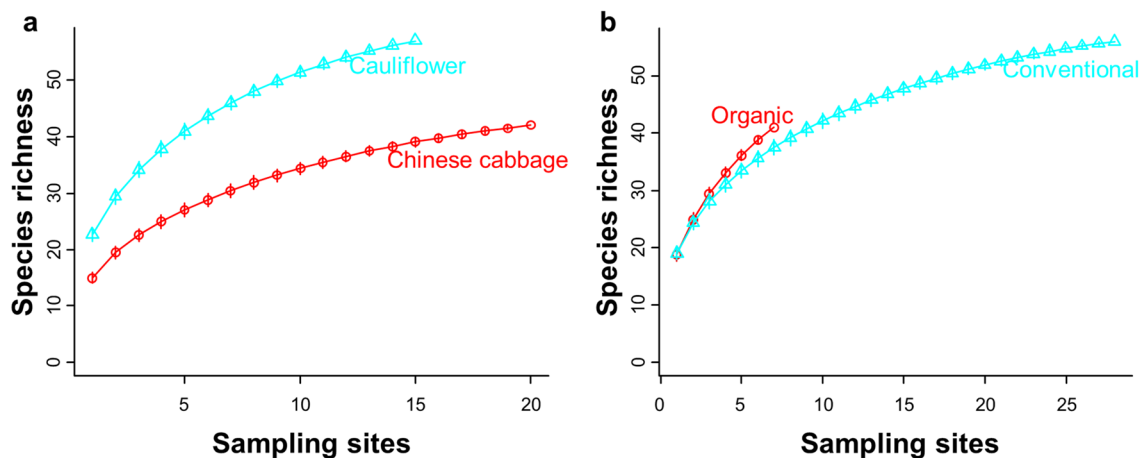 a
Species richness
0
10
20
30
40
50
Cauliflower
Chinese cabbage
5
10
15
20
Sampling sites
b
Species richness
0
10
20
30
40
50
Organic
Conventional
0
5
10
15
20
25
Sampling sites